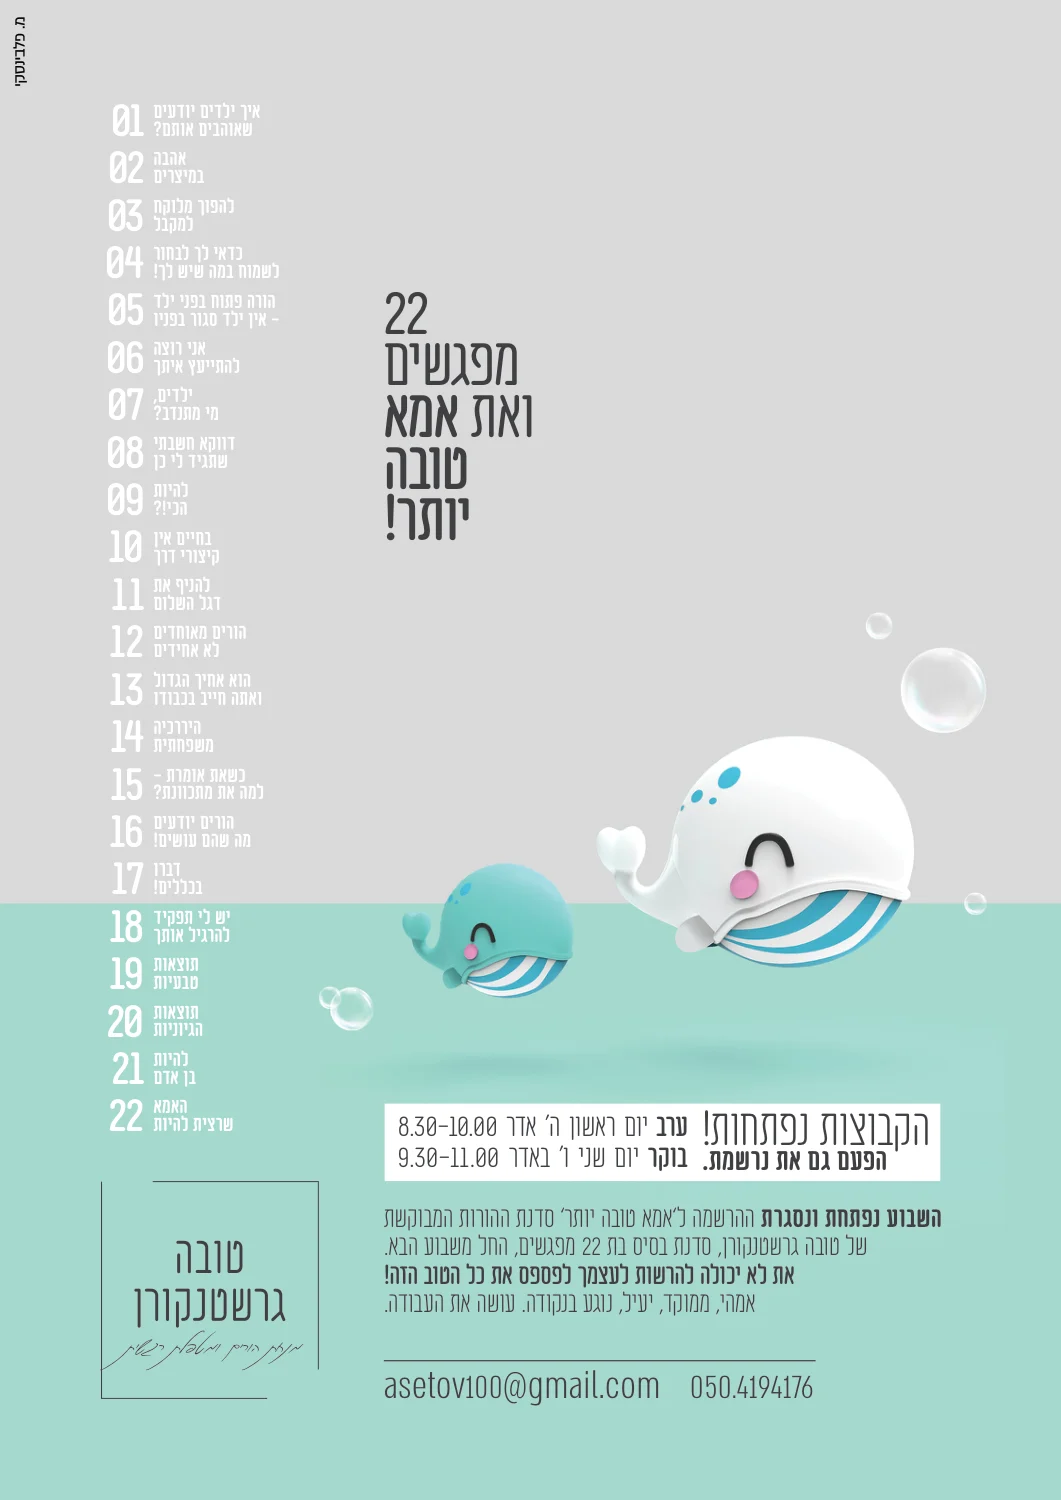 מ. פלבינסקי
01 איך ילדים יודעים
שאוהבים אותם?
02 אהבה
במיצרים
03 להפוך מלוקח
למקבל
04 כדאי לך לבחור
לשמוח במה שיש לך!
05 הורה פתוח בפני ילד
- אין ילד סגור בפניו
06 אני רוצה
להתייעץ איתך
07 ילדים,
מי מתנדב?
08 דווקא חשבתי
שתגיד לי כן
09 להיות
הכי!?
10 בחיים אין
קיצורי דרך
11 להניף את
דגל השלום
12 הורים מאוחדים
לא אחידים
13 הוא אחיך הגדול
ואתה חייב בכבודו
14 היררכיה
משפחתית
15 כשאת אומרת -
למה את מתכוונת?
16 הורים יודעים
מה שהם עושים!
17 דברו
בכללים!
18 יש לי תפקיד
להרגיל אותך
19 תוצאות
טבעיות
20 תוצאות
הגיוניות
21 להיות
בן אדם
22 האמא
שרצית להיות
22
מפגשים
ואת אמא
טובה
יותר!
הקבוצות נפתחות!
הפעם גם את נרשמת.
ערב יום ראשון ה' אדר 8.30-10.00
בוקר יום שני ו' באדר 9.30-11.00
השבוע נפתחת ונסגרת ההרשמה ל'אמא טובה יותר' סדנת ההורות המבוקשת
של טובה גרשטנקורן, סדנת בסיס בת 22 מפגשים, החל משבוע הבא.
את לא יכולה להרשות לעצמך לפספס את כל הטוב הזה!
אמהי, ממוקד, יעיל, נוגע בנקודה. עושה את העבודה.
טובה
גרשטנקורן
מנחת הורים ומטפלת רגשית
asetov100@gmail.com 050.4194176